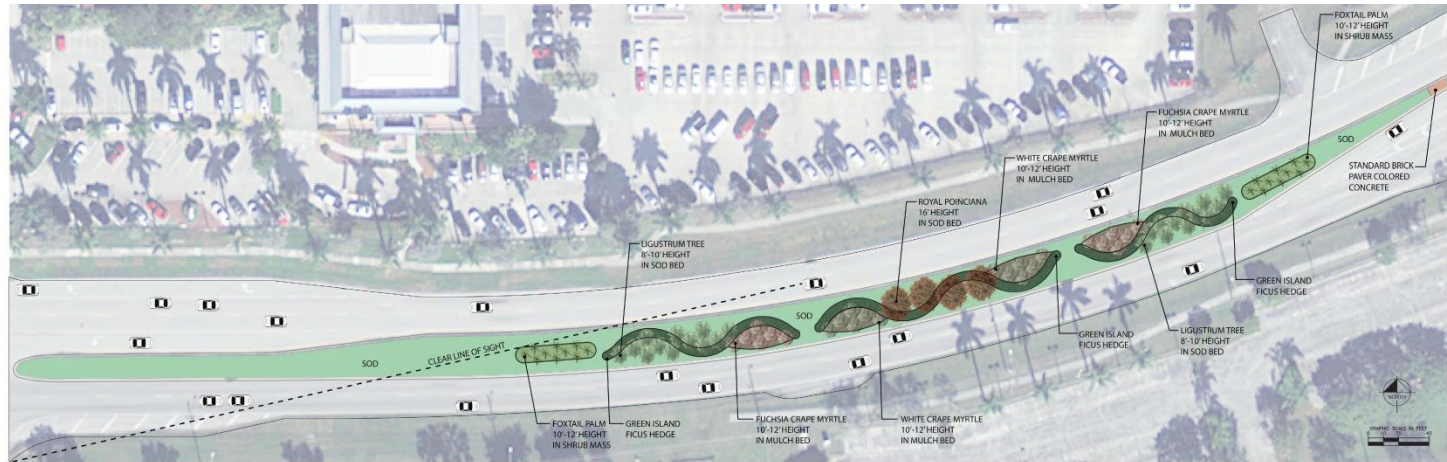 FOXTAIL PALM
10'-12' HEIGHT
IN SHRUB MASS
FUCHSIA CRAPE MYRTLE
10'-12' HEIGHT
IN MULCH BED
WHITE CRAPE MYRTLE
10'-12' HEIGHT
IN MULCH BED
ROYAL POINCIANA
16' HEIGHT
IN SOD BED
LIGUSTRUM TREE
8'-10' HEIGHT
IN SOD BED
SOD
STANDARD BRICK
PAVER COLORED
CONCRETE
GREEN ISLAND
FICUS HEDGE
SOD
LIGUSTRUM TREE
8'-10' HEIGHT
IN SOD BED
GREEN ISLAND
FICUS HEDGE
CLEAR LINE OF SIGHT
SOD
FOXTAIL PALM
10'-12' HEIGHT
IN SHRUB MASS
GREEN ISLAND
FICUS HEDGE
FUCHSIA CRAPE MYRTLE
10'-12' HEIGHT
IN MULCH BED
WHITE CRAPE MYRTLE
10'-12' HEIGHT
IN MULCH BED
NORTH
GRAPHIC SCALE IN FEET